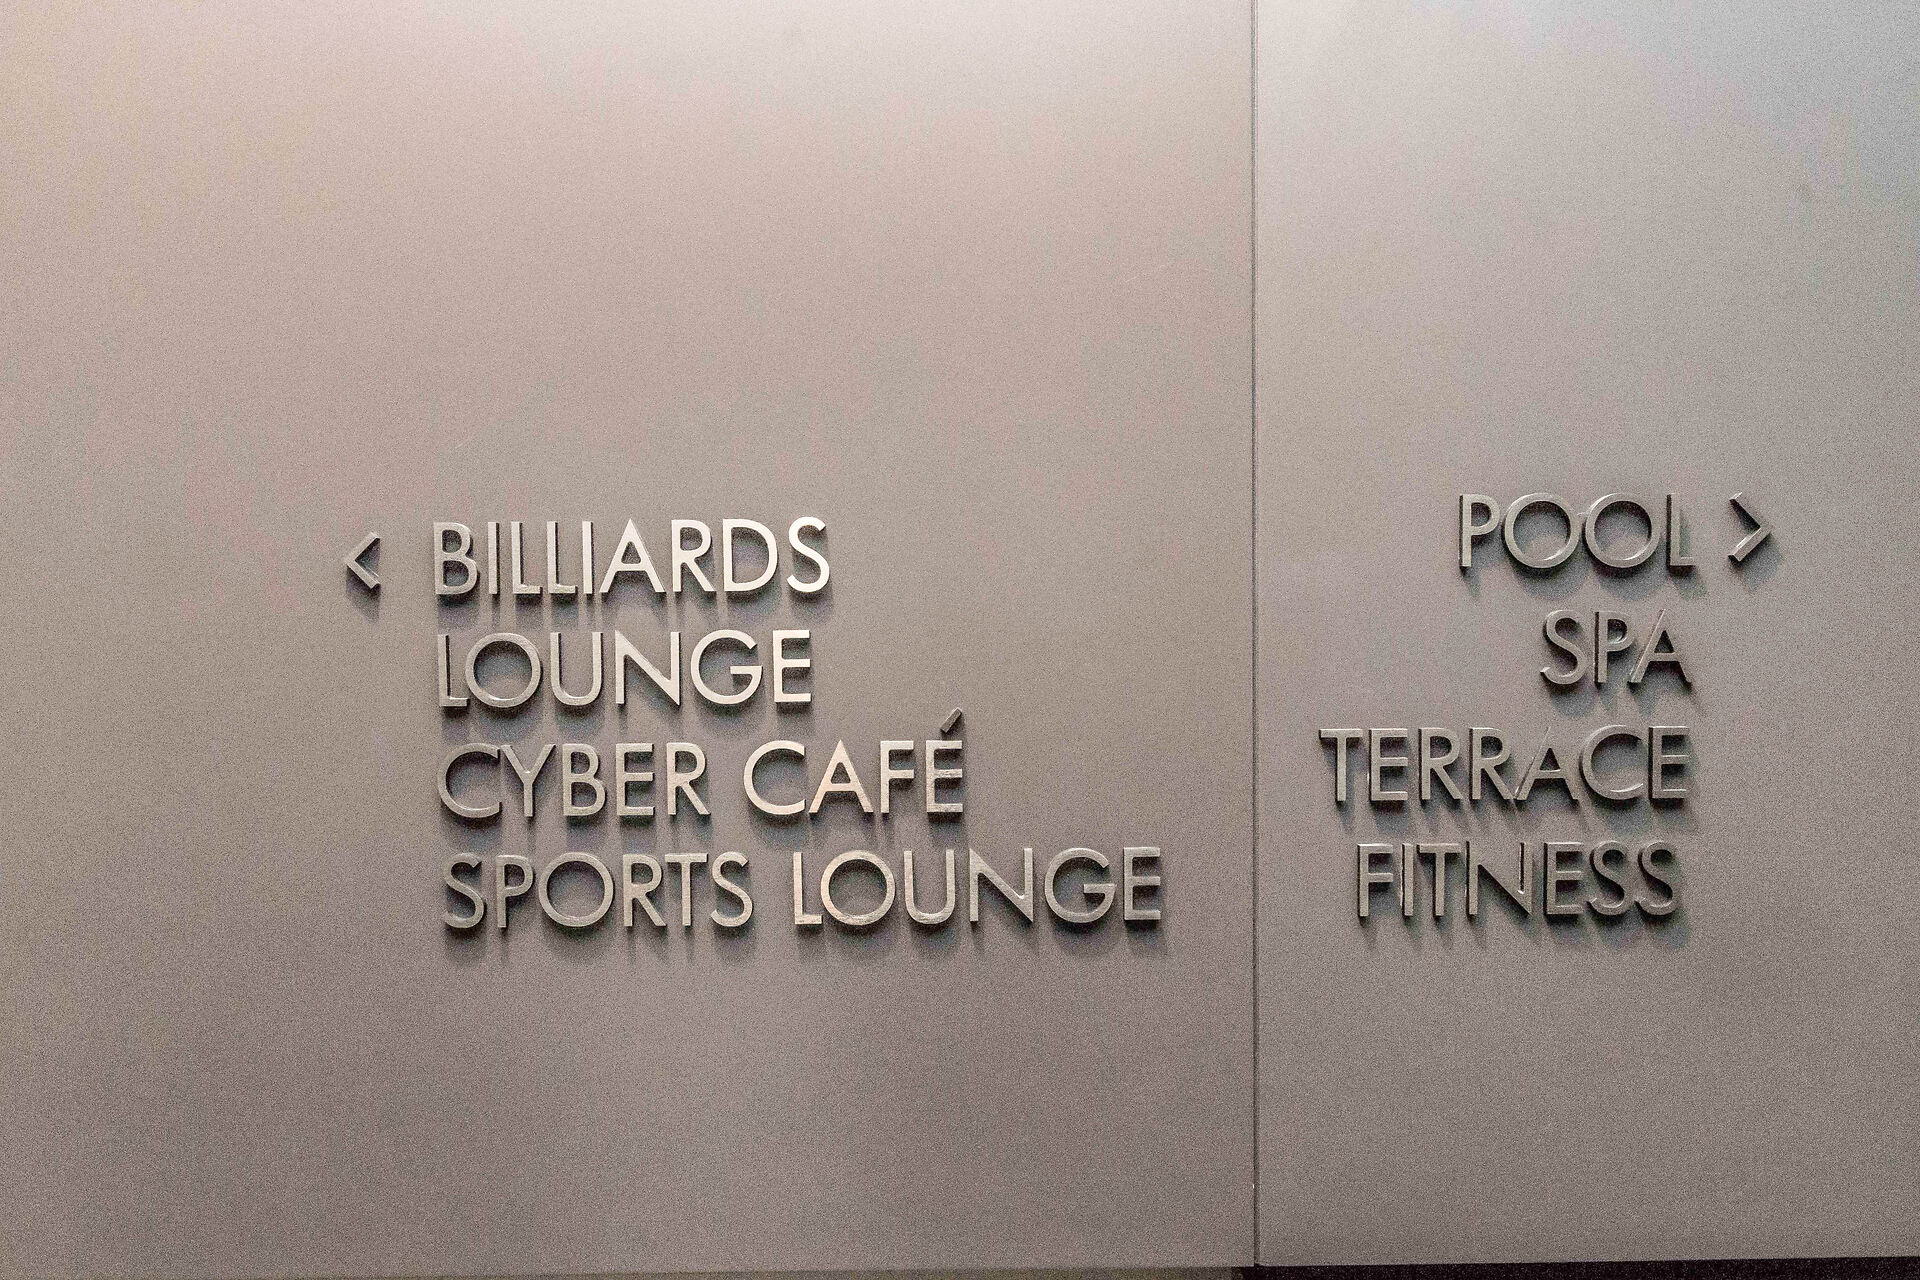 < BILLIARDS
LOUNGE
CYBER CAFÉ
SPORTS LOUNGE
POOL >
SPA
TERRACE
FITNESS